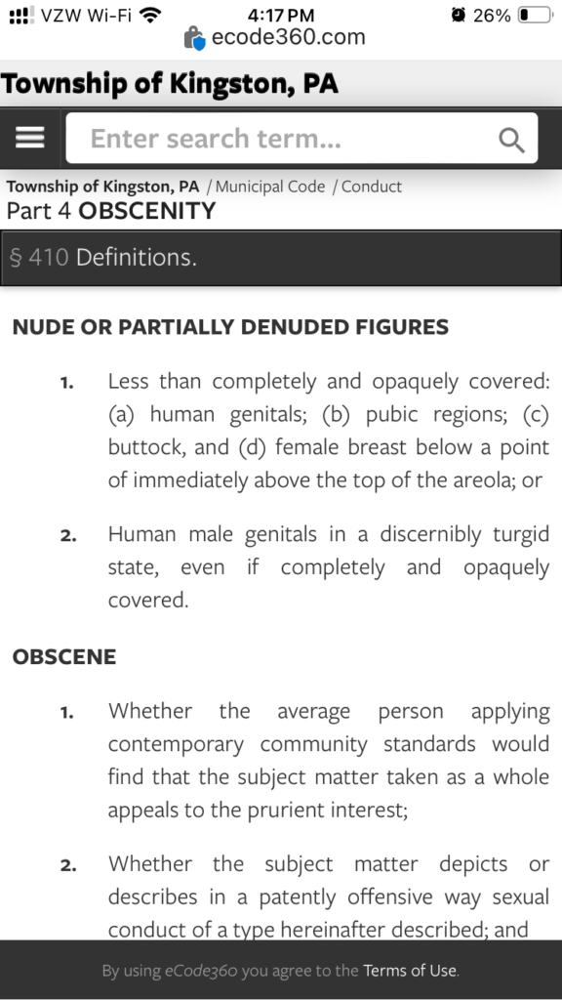 VZW Wi-Fi 4:17 PM 26%
ecode360.com
Township of Kingston, PA
Enter search term...
Township of Kingston, PA / Municipal Code / Conduct
Part 4 OBSCENITY
§ 410 Definitions.
NUDE OR PARTIALLY DENUDED FIGURES
1. Less than completely and opaquely covered:
(a) human genitals; (b) pubic regions; (c)
buttock, and (d) female breast below a point
of immediately above the top of the areola; or
2. Human male genitals in a discernibly turgid
state, even if completely and opaquely
covered.
OBSCENE
1. Whether the average person applying
contemporary community standards would
find that the subject matter taken as a whole
appeals to the prurient interest;
2. Whether the subject matter depicts or
describes in a patently offensive way sexual
conduct of a type hereinafter described; and
By using eCode360 you agree to the Terms of Use.